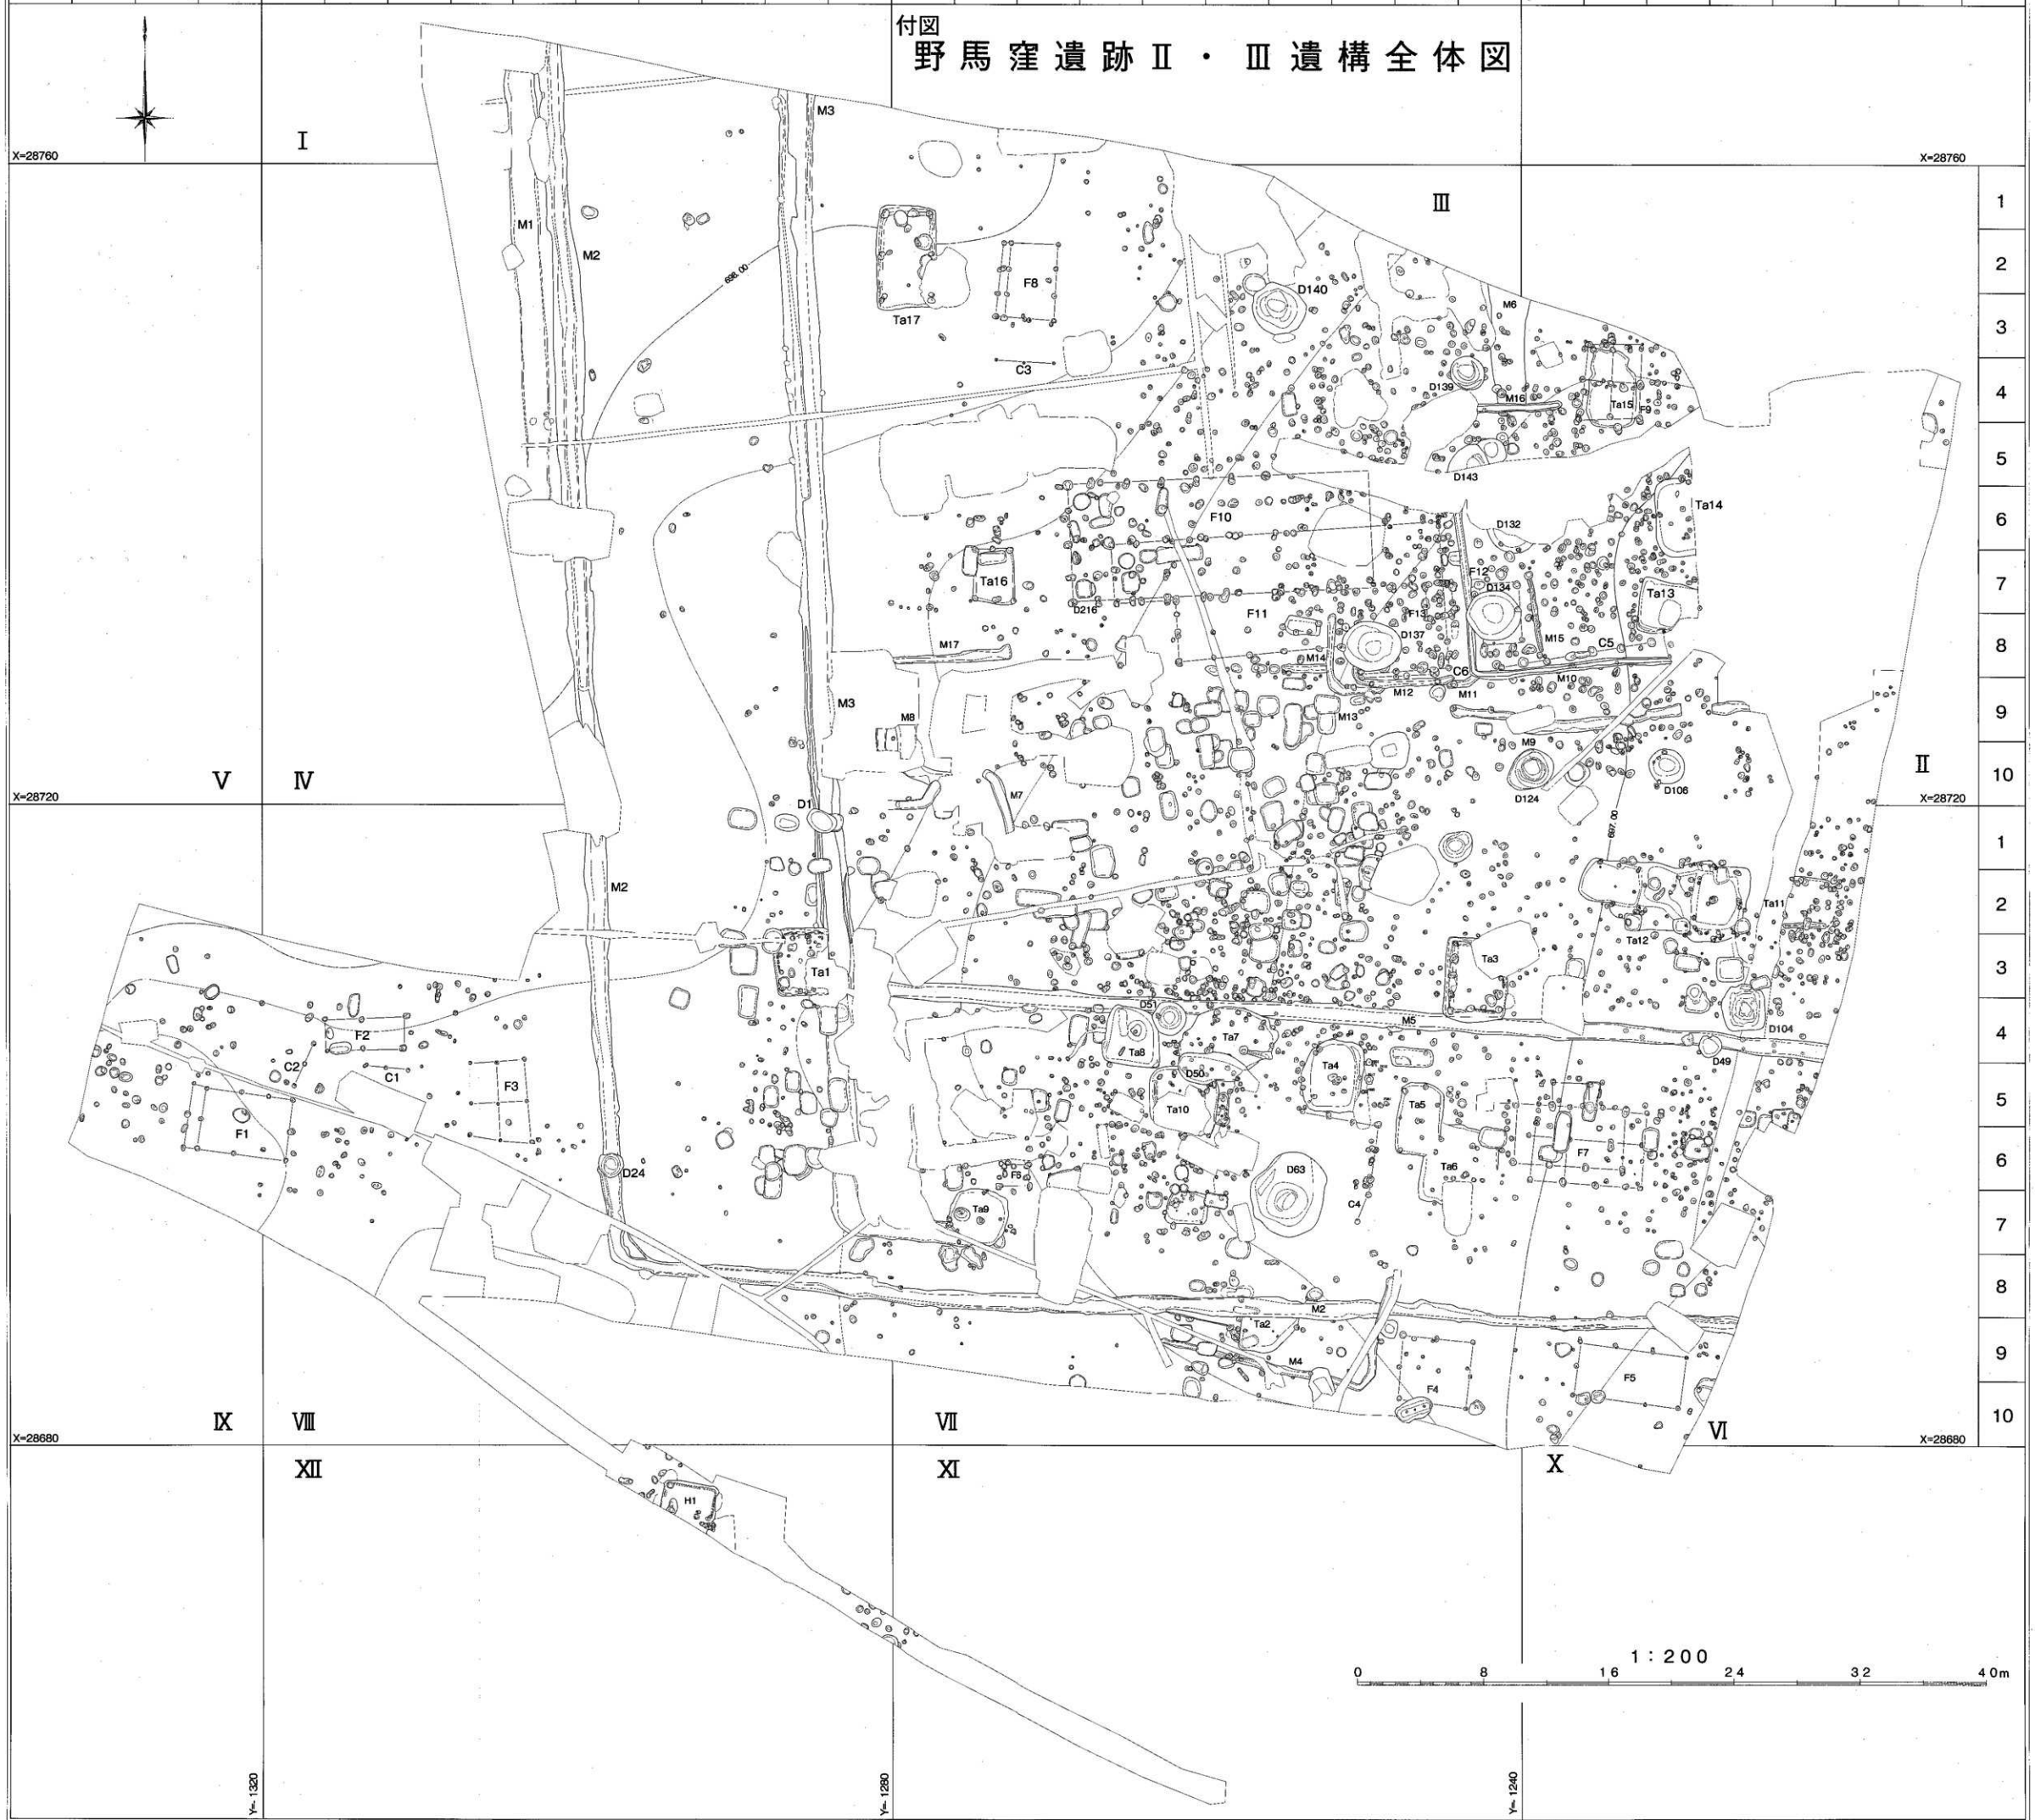 付図
野馬窪遺跡Ⅱ・Ⅲ遺構全体図
M3
Ⅰ
X=28760
X=28760
Ⅲ
1
M1
M2
2
698.00
F8
D140
Ta17
M6
3
C3
D139
M16
Ta15
F9
4
5
D143
Ta14
F10
D132
6
Ta16
F12
7
D134
Ta13
D216
F11
F13
D137
M15
C5
8
M17
M14
C6
M10
M12
M11
M3
M8
M13
9
M9
Ⅴ
Ⅳ
Ⅱ
10
M7
D106
D124
X=28720
D1
X=28720
1
M2
Ta11
2
Ta12
Ta1
Ta3
3
D51
M5
D104
F2
Ta7
4
Ta8
D49
C2
C1
Ta4
D50
F3
Ta5
5
Ta10
F1
F7
D24
F6
D63
Ta6
6
C4
Ta9
7
8
M2
Ta2
M4
9
F4
F5
Ⅸ
Ⅷ
Ⅶ
Ⅵ
10
X=28680
X=28680
Ⅻ
Ⅺ
Ⅹ
H1
1:200
0 8 16 24 32 40m
Y=-1320
Y=-1280
Y=-1240